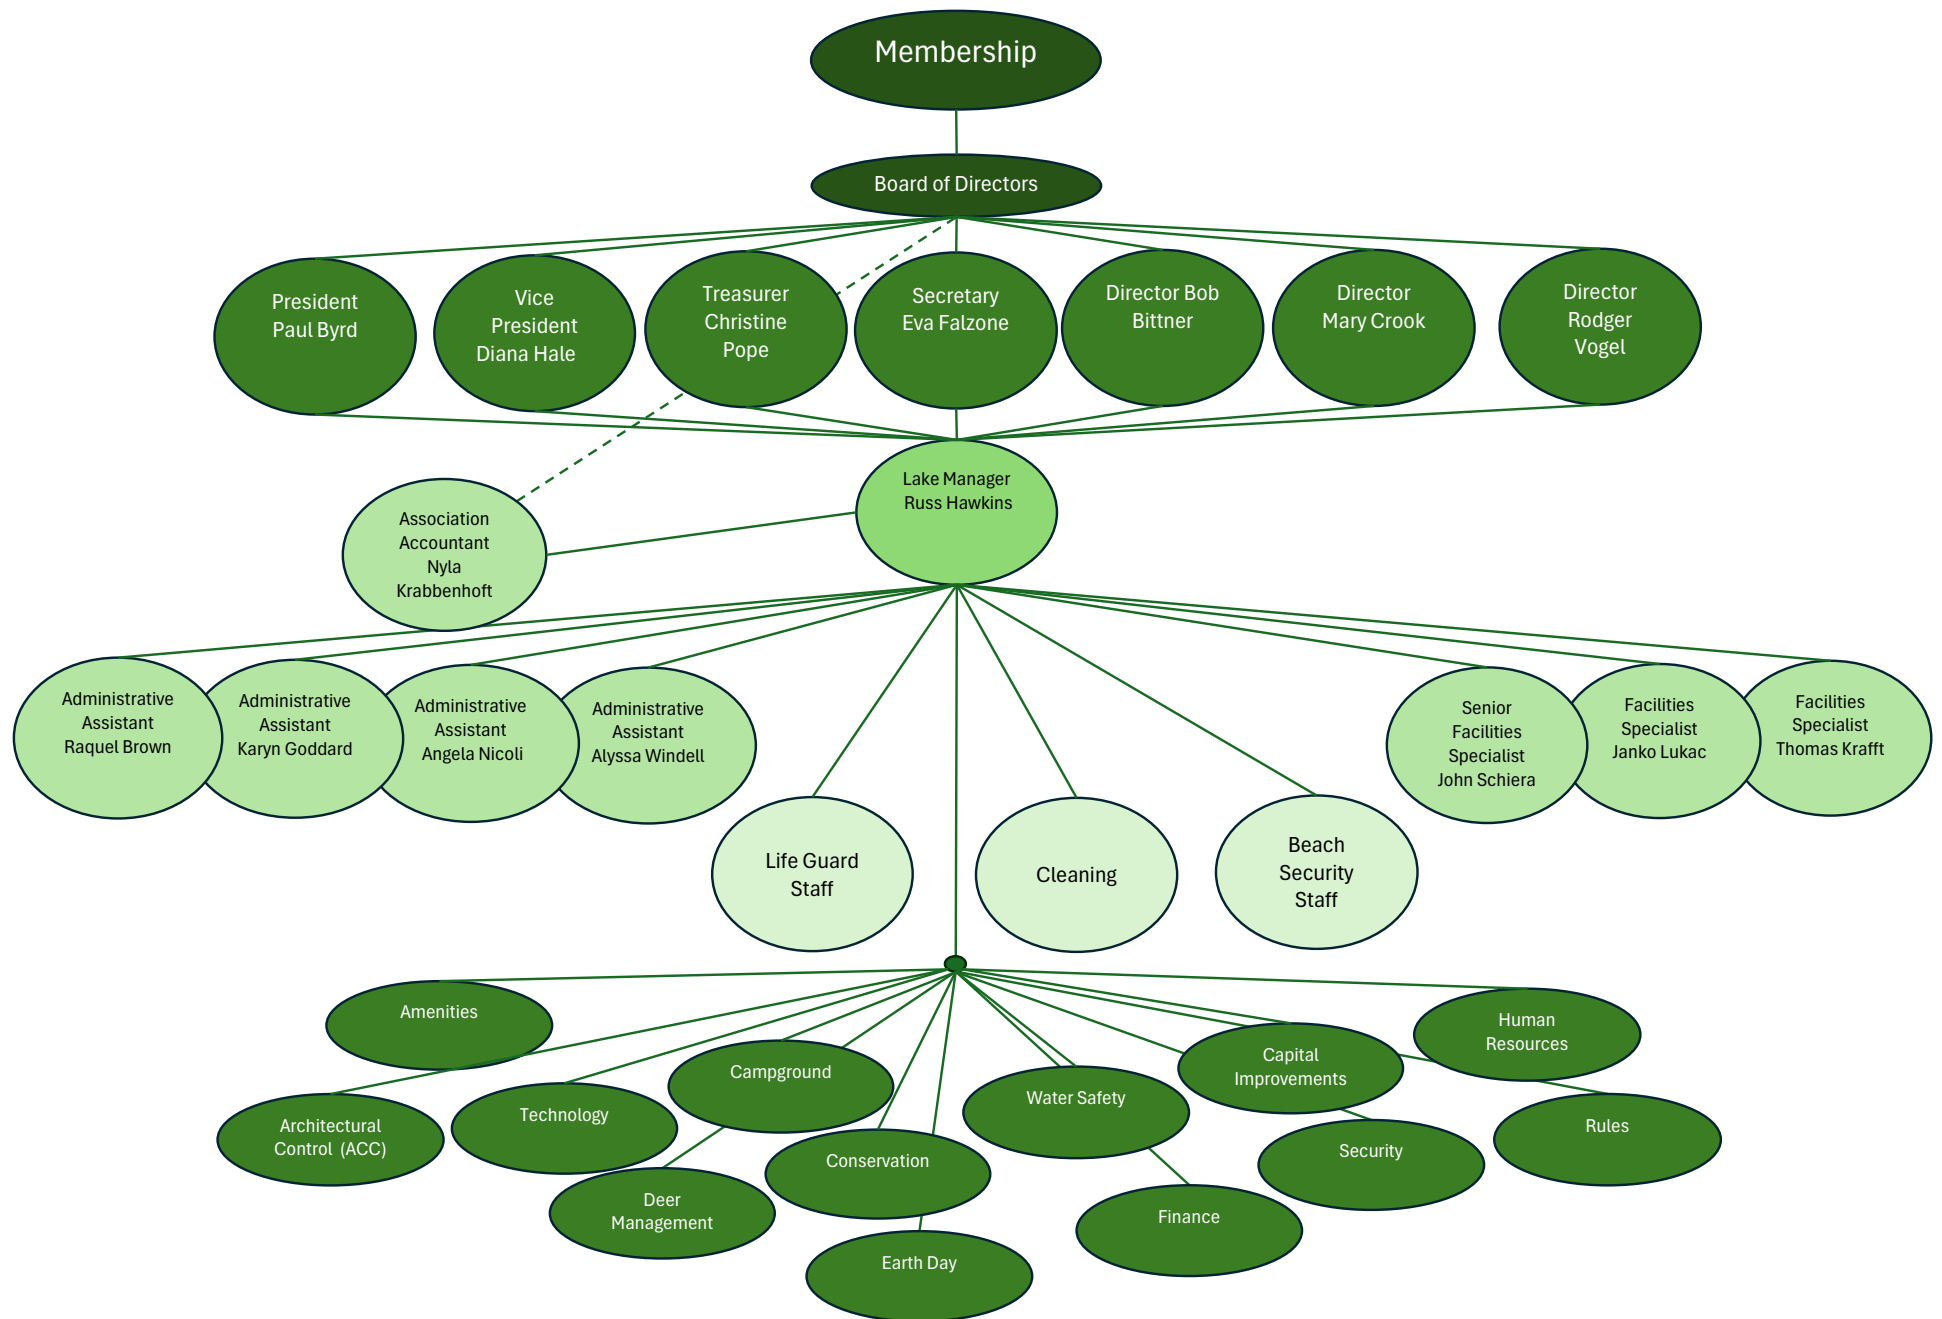 Membership
Board of Directors
President
Paul Byrd
Vice
President
Diana Hale
Treasurer
Christine
Pope
Secretary
Eva Falzone
Director Bob
Bittner
Director
Mary Crook
Director
Rodger
Vogel
Lake Manager
Russ Hawkins
Association
Accountant
Nyla
Krabbenhoft
Administrative
Assistant
Raquel Brown
Administrative
Assistant
Karyn Goddard
Administrative
Assistant
Angela Nicoli
Administrative
Assistant
Alyssa Windell
Senior
Facilities
Specialist
John Schiera
Facilities
Specialist
Janko Lukac
Facilities
Specialist
Thomas Krafft
Life Guard
Staff
Cleaning
Beach
Security
Staff
Amenities
Human
Resources
Campground
Capital
Improvements
Architectural
Control (ACC)
Technology
Water Safety
Rules
Deer
Management
Conservation
Security
Finance
Earth Day